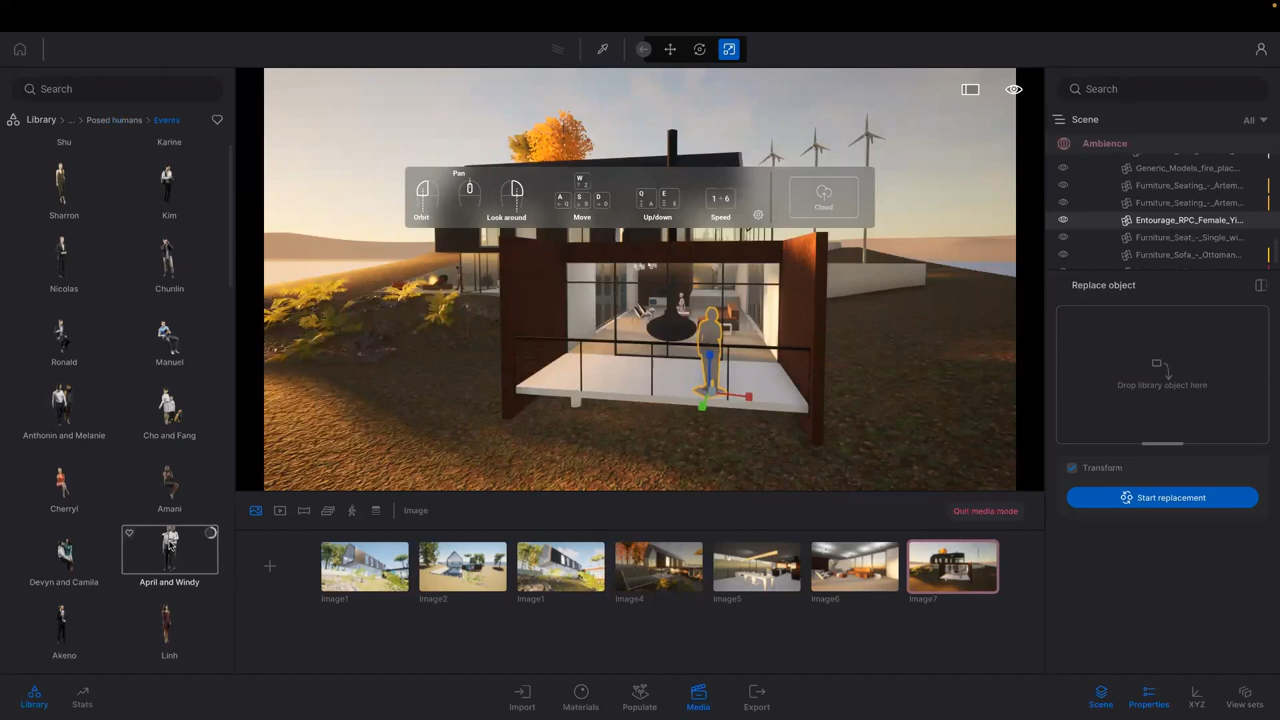 Search
Library > ... > Posed humans > Everns
Shu
Karine
Sharron
Kim
Nicolas
Chunlin
Ronald
Manuel
Anthonin and Melanie
Cho and Fang
Cherryl
Amani
Devyn and Camila
April and Windy
Akeno
Linh
Pan
Orbit
Look around
W
↑ Z
A
← Q
S
↓ S
D
→ D
Move
Q
E
Up/down
1 - 6
Speed
Cloud
Image
Quit media mode
Image1
Image2
Image1
Image4
Image5
Image6
Image7
Search
Scene
All
Ambience
Generic_Models_fire_plac...
Furniture_Seating_-_Artem...
Furniture_Seating_-_Artem...
Entourage_RPC_Female_Yi...
Furniture_Seat_-_Single_wi...
Furniture_Sofa_-_Ottoman...
Replace object
Drop library object here
Transform
Start replacement
Library
Stats
Import
Materials
Populate
Media
Export
Scene
Properties
XYZ
View sets